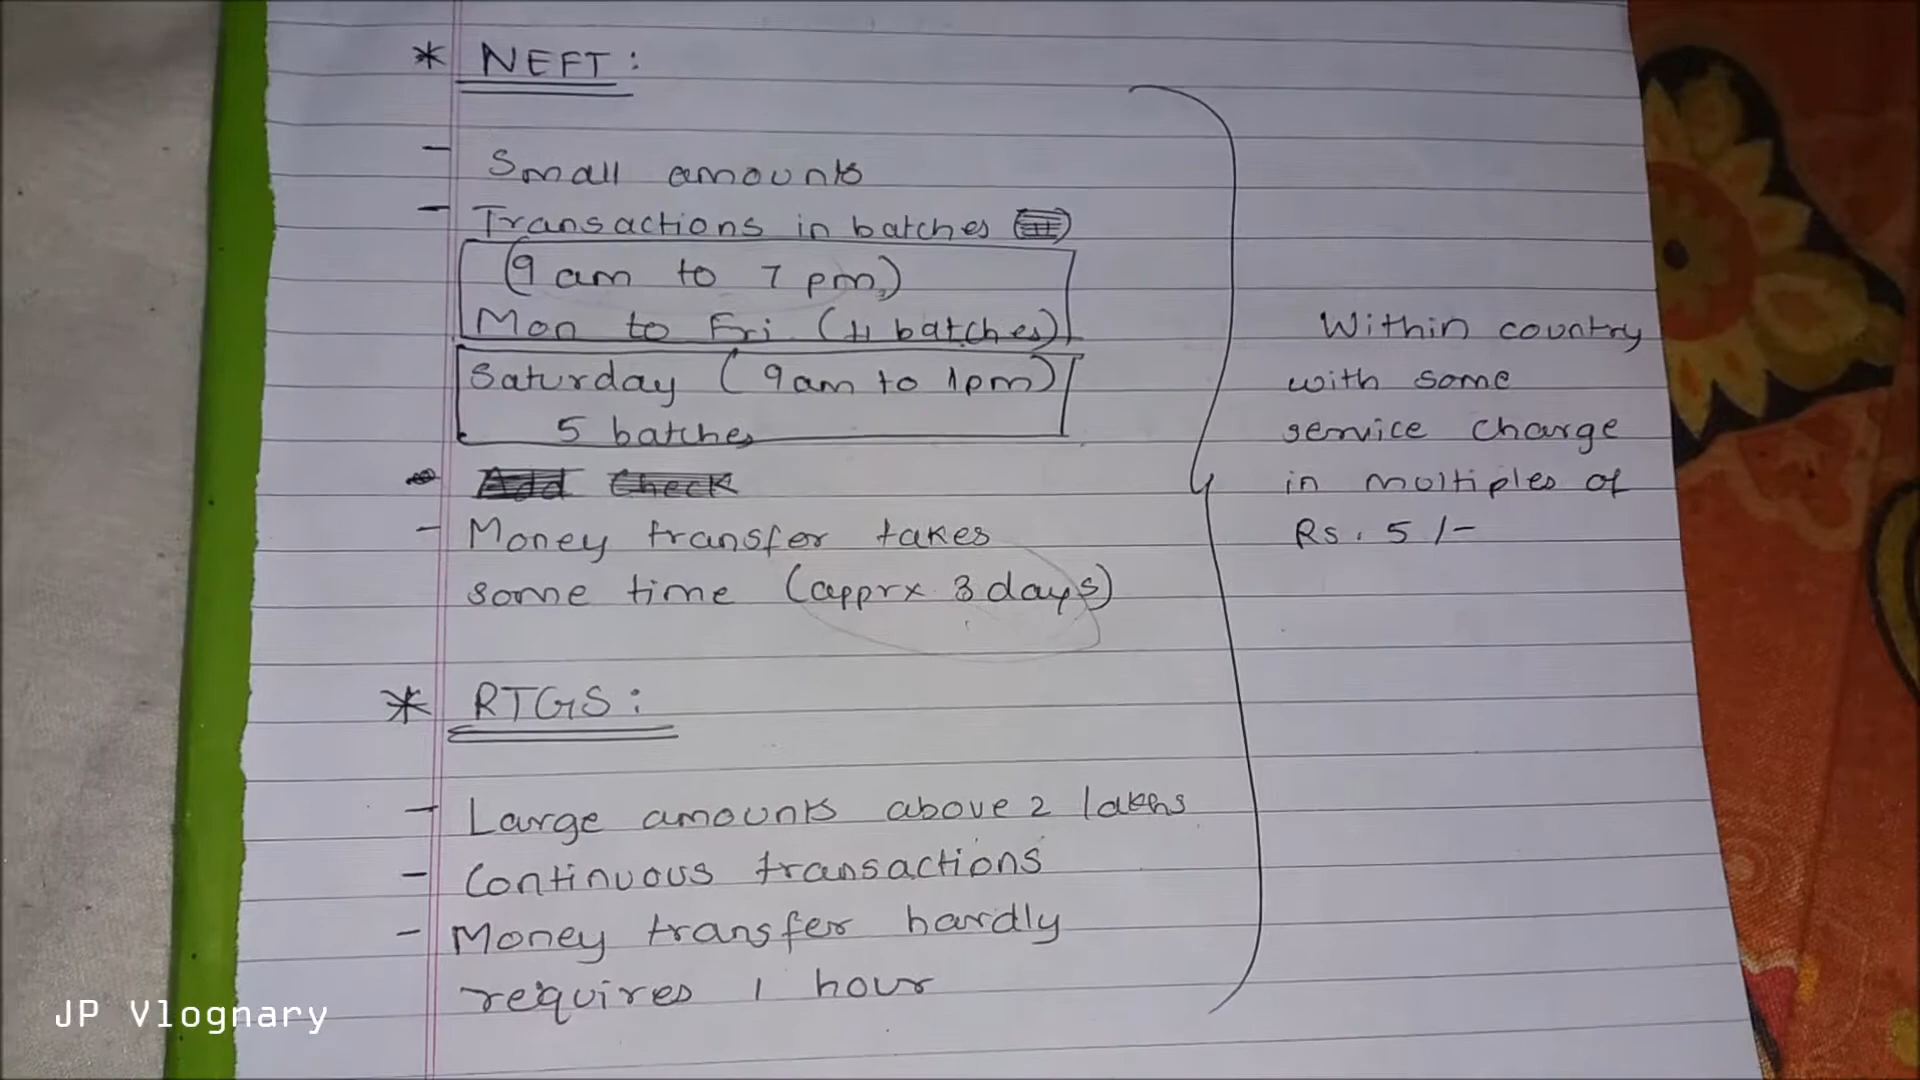 * NEFT :
- Small amounts
- Transactions in batches
(9 am to 7 pm,)
Mon to Fri (11 batches)
Saturday (9am to 1pm)
5 batches
Add Check
- Money transfer takes
some time (apprx 3 days)
* RTGS :
- Large amounts above 2 lakhs
- Continuous transactions
- Money transfer hardly
requires 1 hour
Within country
with some
service charge
in moltiples of
Rs. 5/-
JP Vlognary